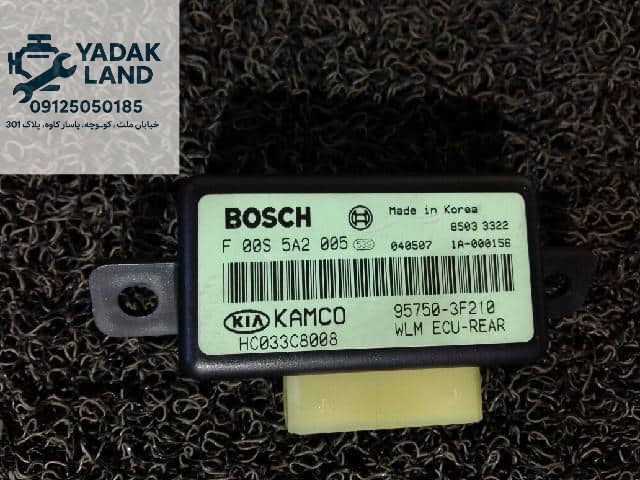 YADAK
LAND
09125050185
خیابان ملت، کوچه، پاساژ کاوه، پلاک 301
BOSCH
Made in Korea
8503 3322
F 00S 5A2 005 040507 1A-000156
KIA KAMCO 95750-3F210
HC033C8008 WLM ECU-REAR